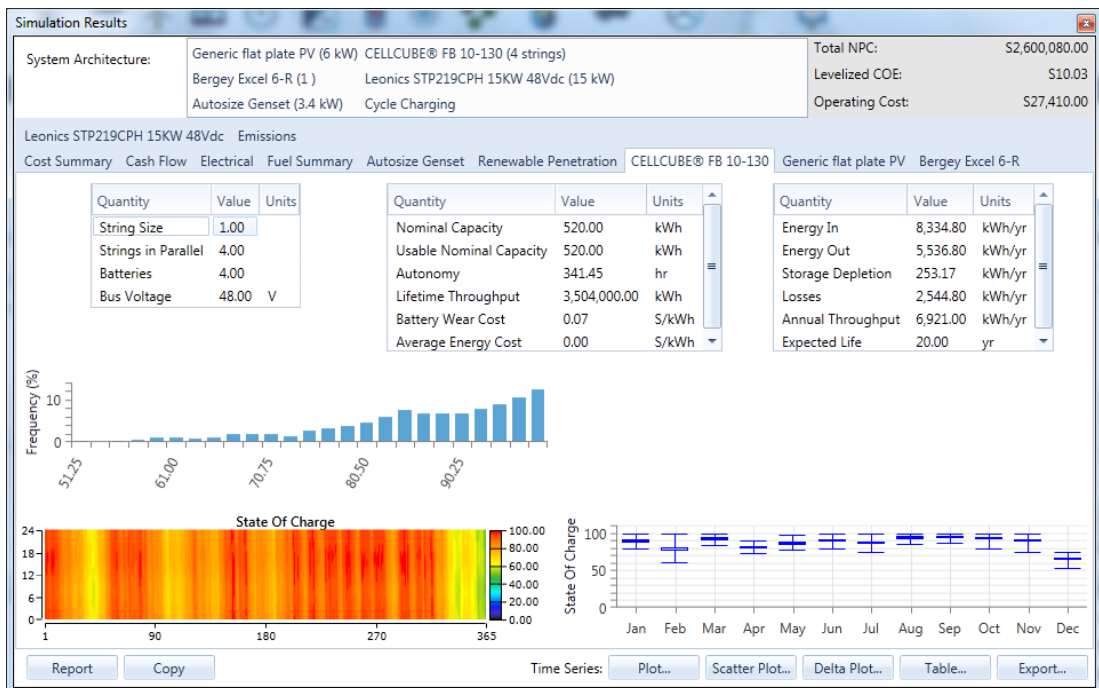 Simulation Results
System Architecture:
Generic flat plate PV (6 kW) CELLCUBE® FB 10-130 (4 strings)
Bergey Excel 6-R (1 ) Leonics STP219CPH 15KW 48Vdc (15 kW)
Autosize Genset (3.4 kW) Cycle Charging
Total NPC: S2,600,080.00
Levelized COE: S10.03
Operating Cost: S27,410.00
Leonics STP219CPH 15KW 48Vdc Emissions
Cost Summary Cash Flow Electrical Fuel Summary Autosize Genset Renewable Penetration CELLCUBE® FB 10-130 Generic flat plate PV Bergey Excel 6-R
Quantity Value Units
String Size 1.00
Strings in Parallel 4.00
Batteries 4.00
Bus Voltage 48.00 V
Quantity Value Units
Nominal Capacity 520.00 kWh
Usable Nominal Capacity 520.00 kWh
Autonomy 341.45 hr
Lifetime Throughput 3,504,000.00 kWh
Battery Wear Cost 0.07 S/kWh
Average Energy Cost 0.00 S/kWh
Quantity Value Units
Energy In 8,334.80 kWh/yr
Energy Out 5,536.80 kWh/yr
Storage Depletion 253.17 kWh/yr
Losses 2,544.80 kWh/yr
Annual Throughput 6,921.00 kWh/yr
Expected Life 20.00 yr
Frequency (%)
10
0
51.25 61.00 70.75 80.50 90.25
State Of Charge
24
18
12
6
0
1 90 180 270 365
100.00
80.00
60.00
40.00
20.00
0.00
State Of Charge
100
50
0
Jan Feb Mar Apr May Jun Jul Aug Sep Oct Nov Dec
Report Copy Time Series: Plot... Scatter Plot... Delta Plot... Table... Export...